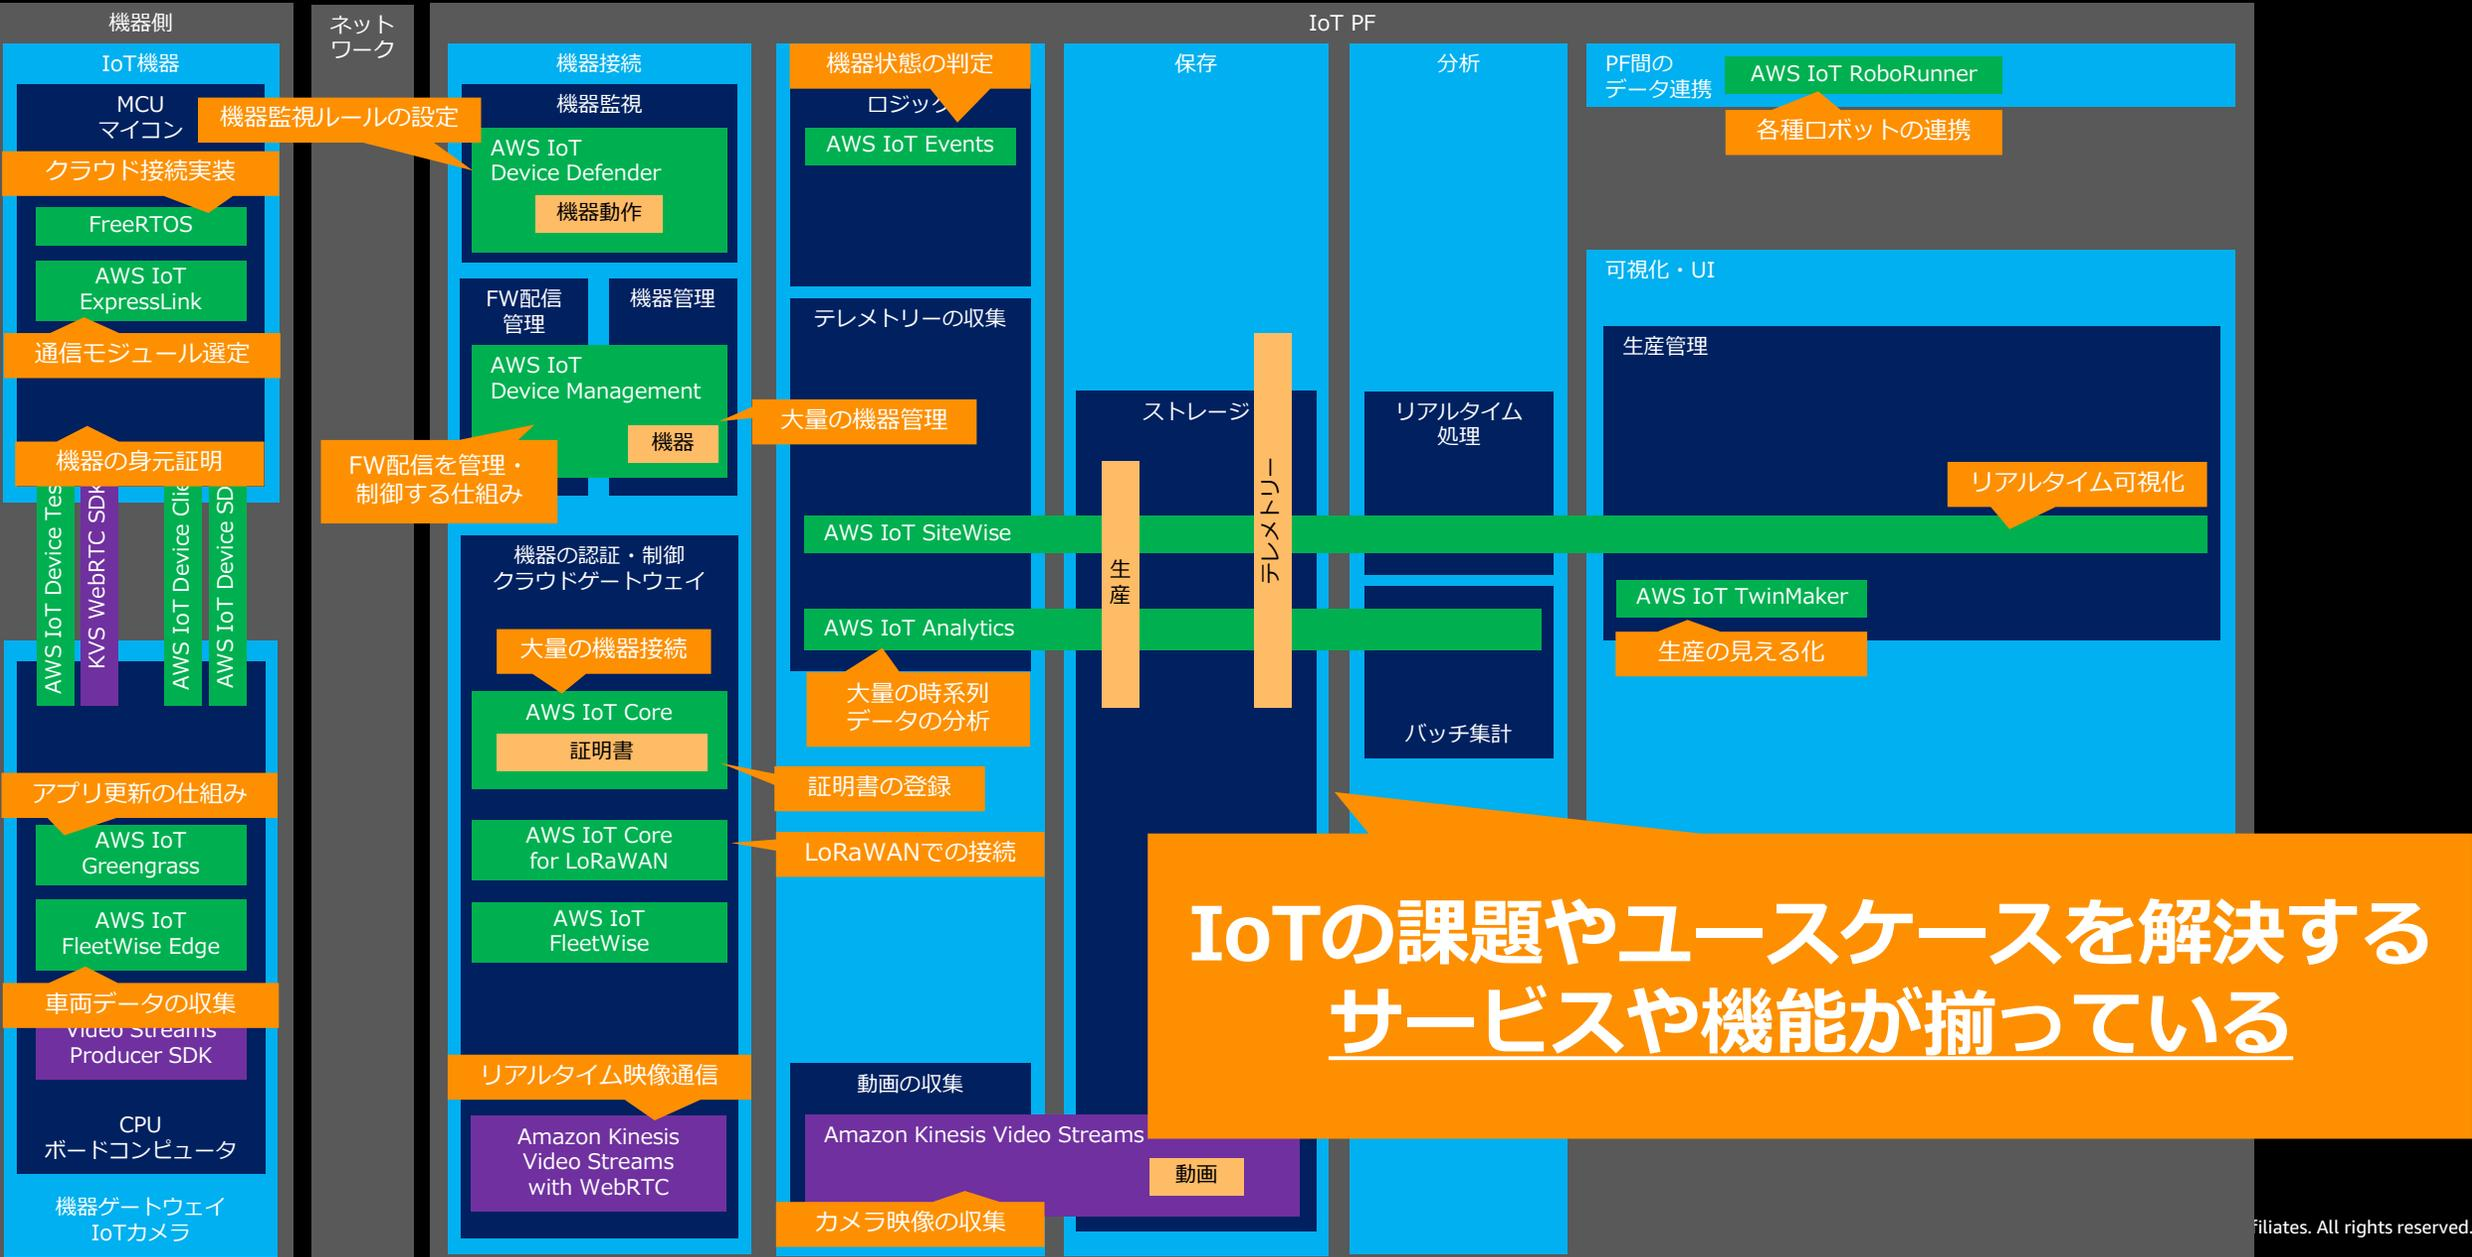 機器側
IoT機器
MCU
マイコン
クラウド接続実装
FreeRTOS
AWS IoT
ExpressLink
通信モジュール選定
機器の身元証明
AWS IoT Device
KVS WebRTC SDK
AWS IoT Device
AWS IoT Device
アプリ更新の仕組み
AWS IoT
Greengrass
AWS IoT
FleetWise Edge
車両データの収集
Video Streams
Producer SDK
CPU
ボードコンピュータ
機器ゲートウェイ
IoTカメラ
ネット
ワーク
IoT PF
機器接続
機器監視
機器監視ルールの設定
AWS IoT
Device Defender
機器動作
FW配信
管理
機器管理
AWS IoT
Device Management
機器
大量の機器管理
FW配信を管理・
制御する仕組み
機器の認証・制御
クラウドゲートウェイ
大量の機器接続
AWS IoT Core
証明書
証明書の登録
AWS IoT Core
for LoRaWAN
LoRaWANでの接続
AWS IoT
FleetWise
リアルタイム映像通信
Amazon Kinesis
Video Streams
with WebRTC
機器状態の判定
ロジック
AWS IoT Events
テレメトリーの収集
AWS IoT SiteWise
AWS IoT Analytics
大量の時系列
データの分析
動画の収集
Amazon Kinesis Video Streams
動画
カメラ映像の収集
保存
ストレージ
生産
テレメトリー
分析
リアルタイム
処理
バッチ集計
PF間の
データ連携
AWS IoT RoboRunner
各種ロボットの連携
可視化・UI
生産管理
リアルタイム可視化
AWS IoT TwinMaker
生産の見える化
IoTの課題やユースケースを解決する
サービスや機能が揃っている
filiates. All rights reserved.